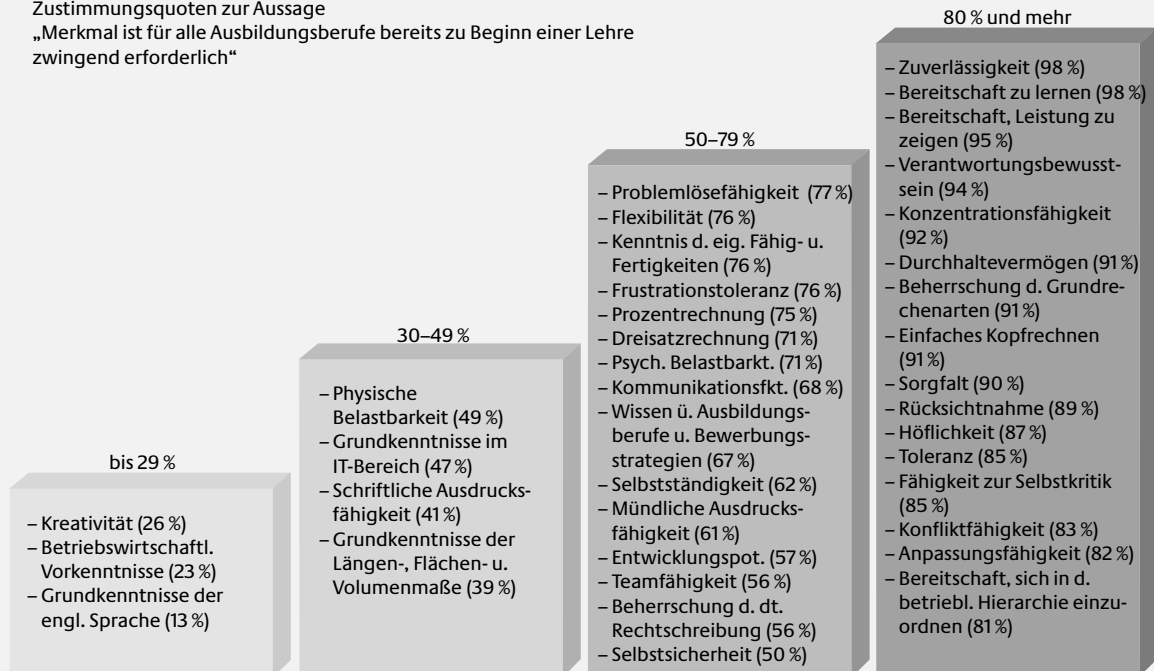 Zustimmungsquoten zur Aussage
„Merkmal ist für alle Ausbildungsberufe bereits zu Beginn einer Lehre
zwingend erforderlich“
bis 29 %
– Kreativität (26 %)
– Betriebswirtschaftl.
Vorkenntnisse (23 %)
– Grundkenntnisse der
engl. Sprache (13 %)
30–49 %
– Physische
Belastbarkeit (49 %)
– Grundkenntnisse im
IT-Bereich (47 %)
– Schriftliche Ausdrucks-
fähigkeit (41 %)
– Grundkenntnisse der
Längen-, Flächen- u.
Volumenmaße (39 %)
50–79 %
– Problemlösefähigkeit (77 %)
– Flexibilität (76 %)
– Kenntnis d. eig. Fähig- u.
Fertigkeiten (76 %)
– Frustrationstoleranz (76 %)
– Prozentrechnung (75 %)
– Dreisatzrechnung (71 %)
– Psych. Belastbarkt. (71 %)
– Kommunikationsfkt. (68 %)
– Wissen ü. Ausbildungs-
berufe u. Bewerbungs-
strategien (67 %)
– Selbstständigkeit (62 %)
– Mündliche Ausdrucks-
fähigkeit (61 %)
– Entwicklungspot. (57 %)
– Teamfähigkeit (56 %)
– Beherrschung d. dt.
Rechtschreibung (56 %)
– Selbstsicherheit (50 %)
80 % und mehr
– Zuverlässigkeit (98 %)
– Bereitschaft zu lernen (98 %)
– Bereitschaft, Leistung zu
zeigen (95 %)
– Verantwortungsbewusst-
sein (94 %)
– Konzentrationsfähigkeit
(92 %)
– Durchhaltevermögen (91 %)
– Beherrschung d. Grundre-
chenarten (91 %)
– Einfaches Kopfrechnen
(91 %)
– Sorgfalt (90 %)
– Rücksichtnahme (89 %)
– Höflichkeit (87 %)
– Toleranz (85 %)
– Fähigkeit zur Selbstkritik
(85 %)
– Konfliktfähigkeit (83 %)
– Anpassungsfähigkeit (82 %)
– Bereitschaft, sich in d.
betriebl. Hierarchie einzu-
ordnen (81 %)